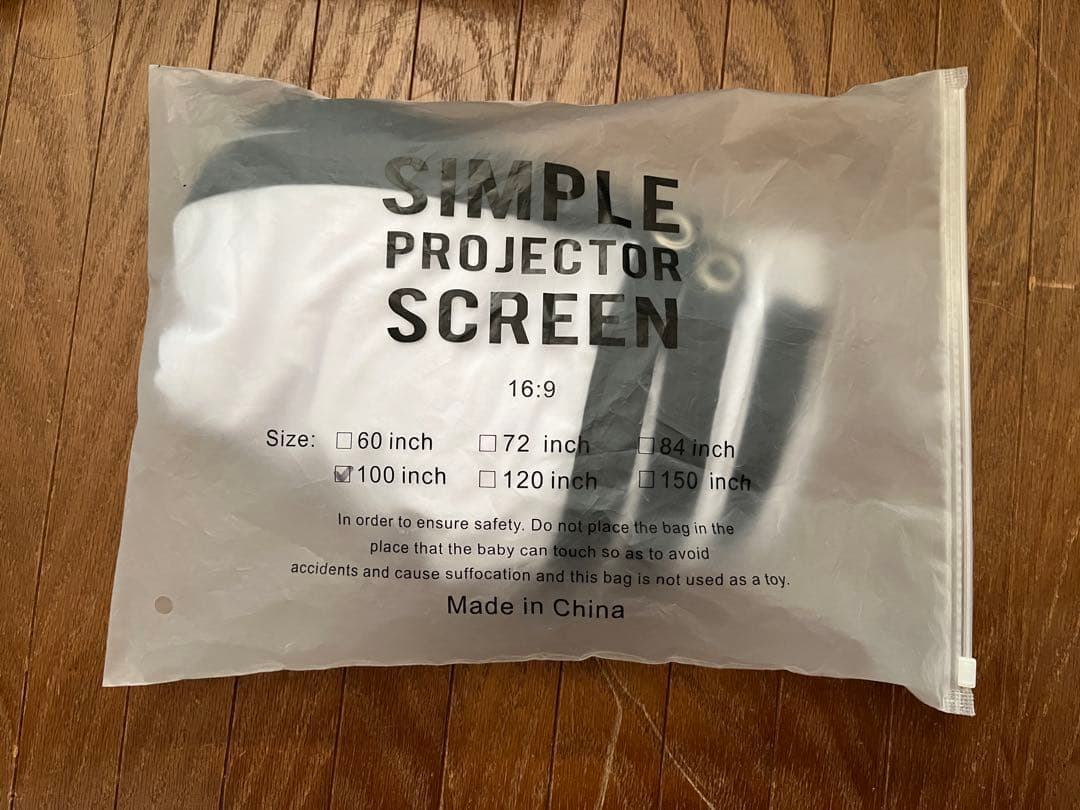 SIMPLE
PROJECTOR
SCREEN
16:9
Size: ☐ 60 inch ☐ 72 inch ☐ 84 inch
☑ 100 inch ☐ 120 inch ☐ 150 inch
In order to ensure safety. Do not place the bag in the
place that the baby can touch so as to avoid
accidents and cause suffocation and this bag is not used as a toy.
Made in China